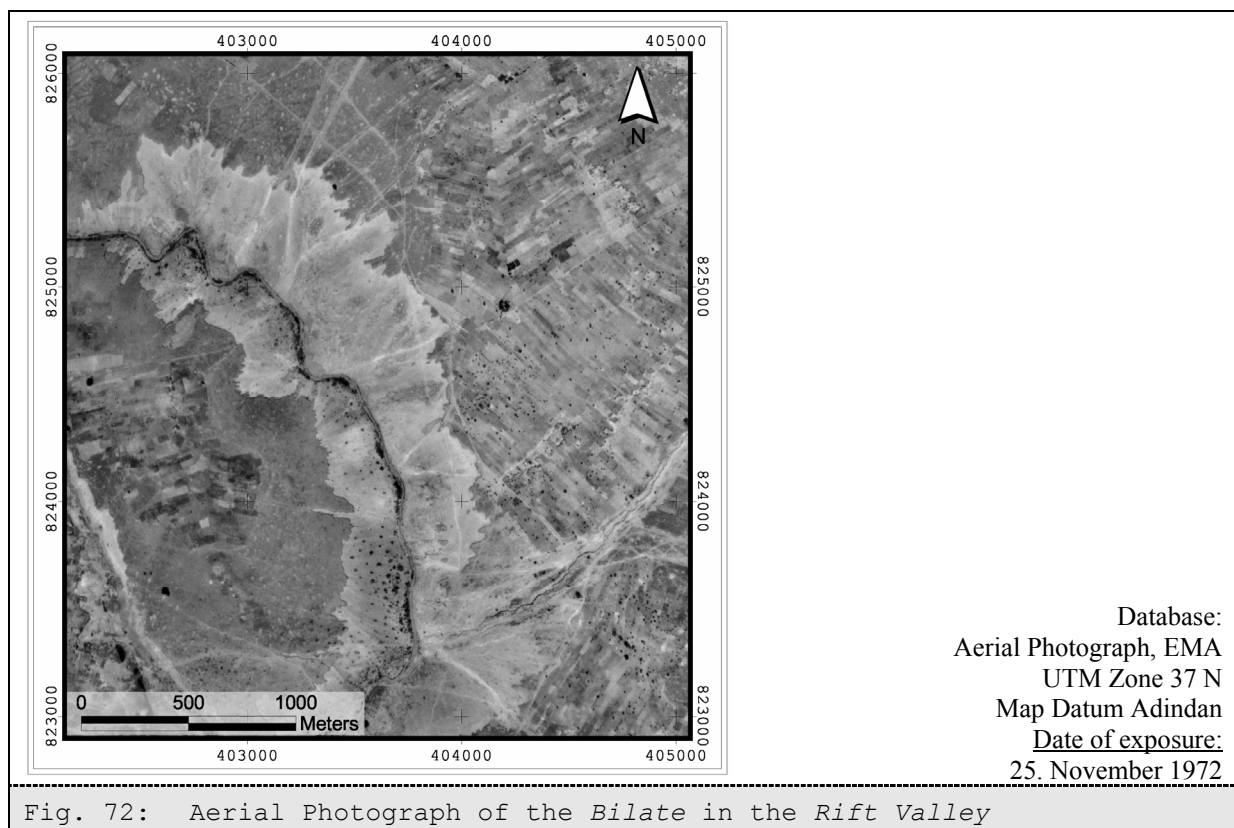 403000 404000 405000
826000
N
825000 825000
824000 824000
0 500 1000
Meters
823000 823000
403000 404000 405000
Database:
Aerial Photograph, EMA
UTM Zone 37 N
Map Datum Adindan
Date of exposure:
25. November 1972
Fig. 72: Aerial Photograph of the Bilate in the Rift Valley